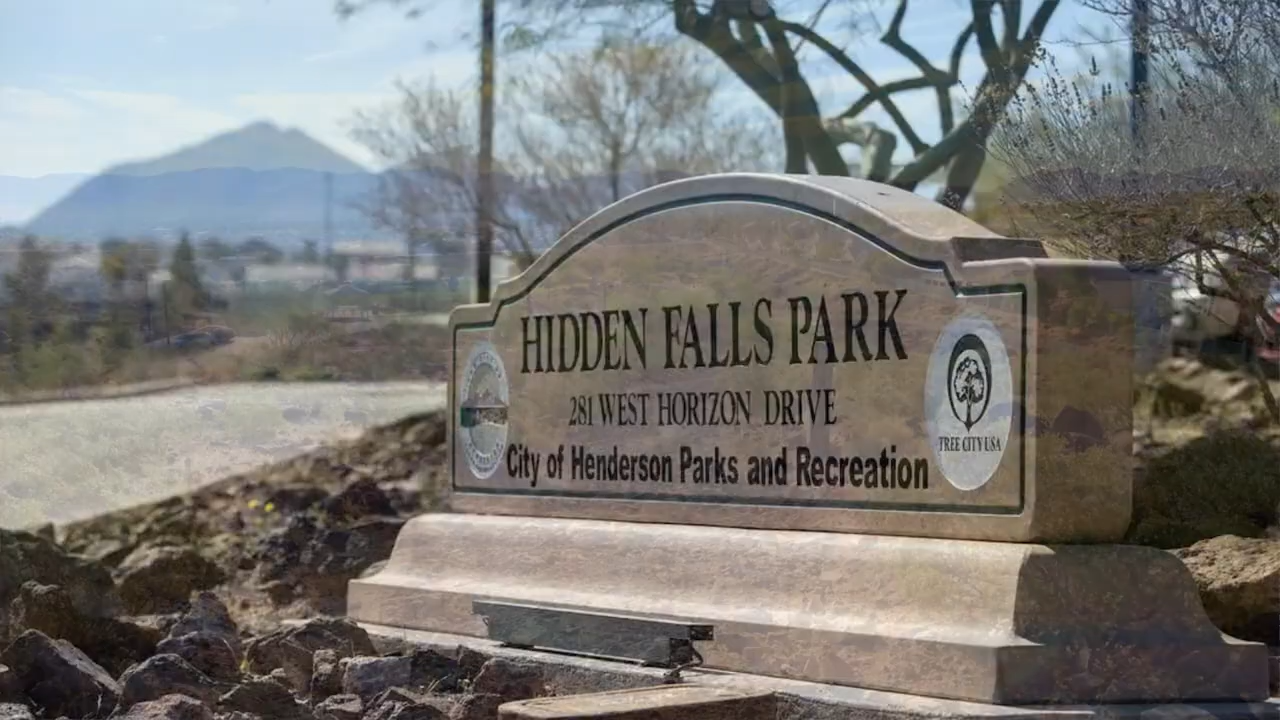 HIDDEN FALLS PARK
281 WEST HORIZON DRIVE
City of Henderson Parks and Recreation
TREE CITY USA